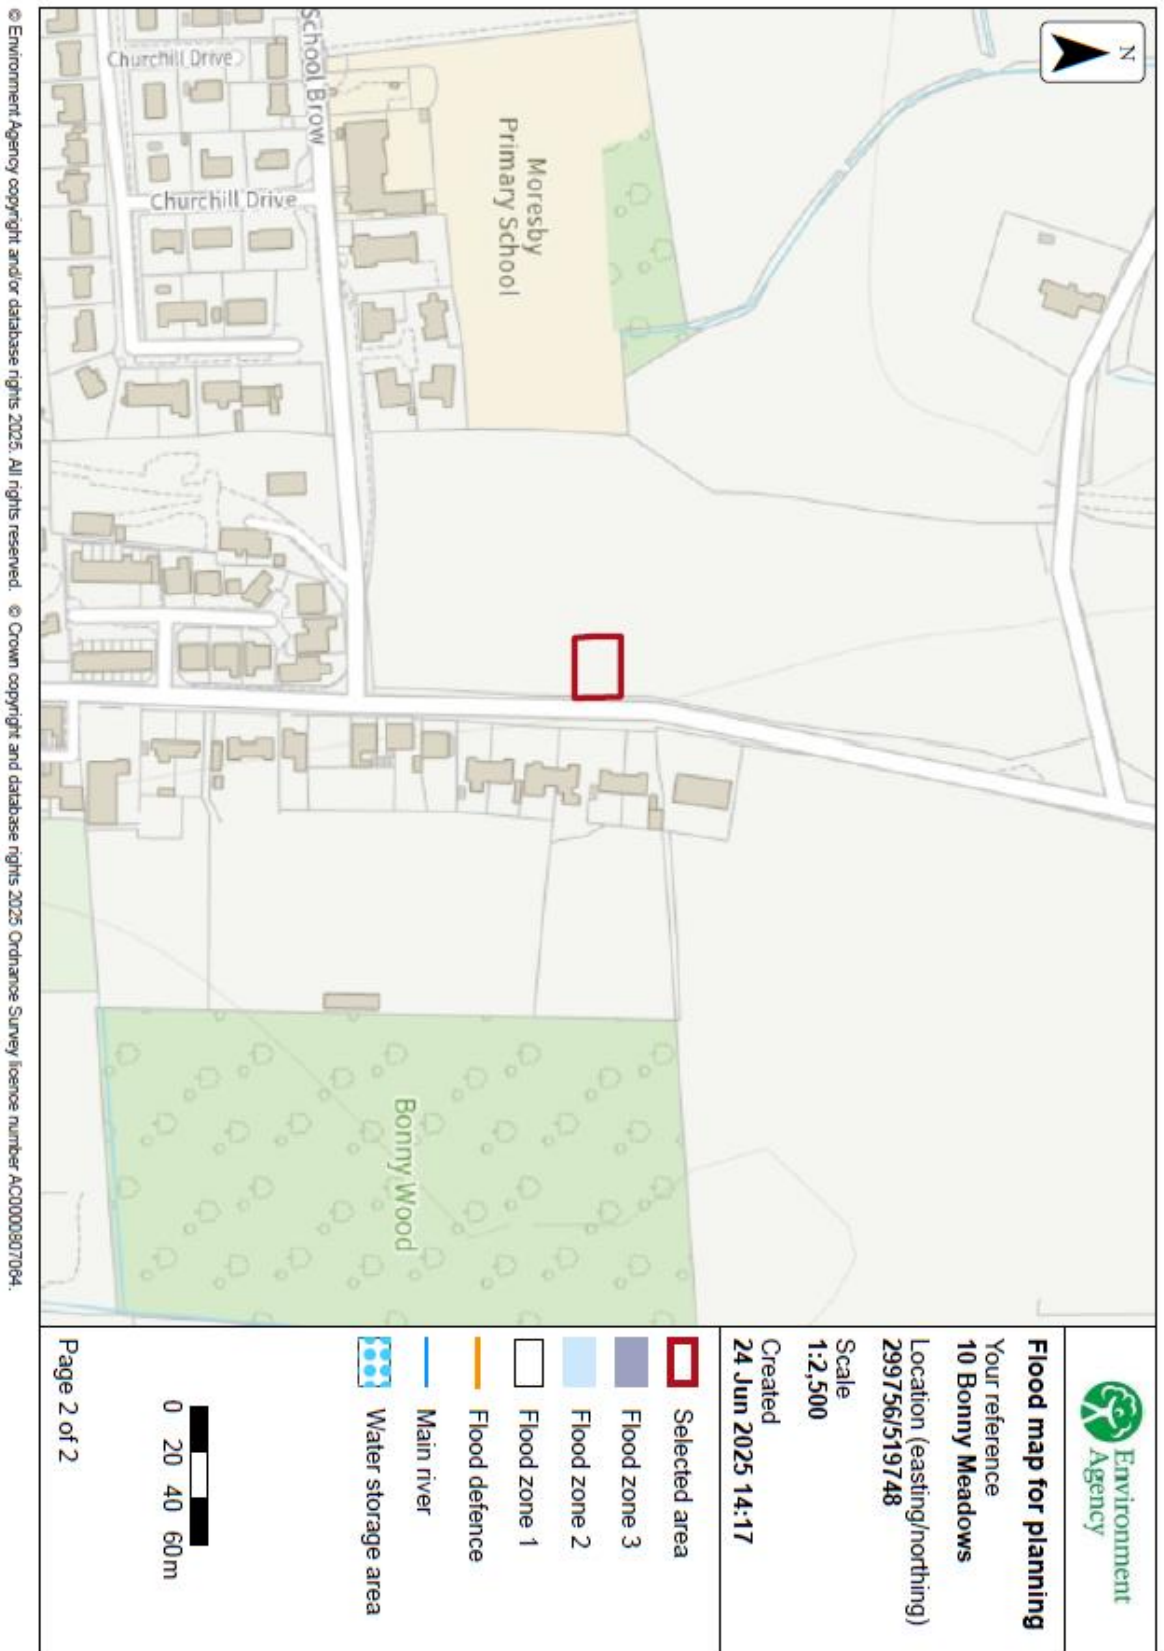 N
School Brow
Churchill Drive
Churchill Drive
Moresby
Primary School
Bonny Wood
Environment
Agency
Flood map for planning
Your reference
10 Bonny Meadows
Location (easting/northing)
299756/519748
Scale
1:2,500
Created
24 Jun 2025 14:17
Selected area
Flood zone 3
Flood zone 2
Flood zone 1
Flood defence
Main river
Water storage area
0 20 40 60m
Page 2 of 2
© Environment Agency copyright and/or database rights 2025. All rights reserved. © Crown copyright and database rights 2025 Ordnance Survey licence number AC0000807064.